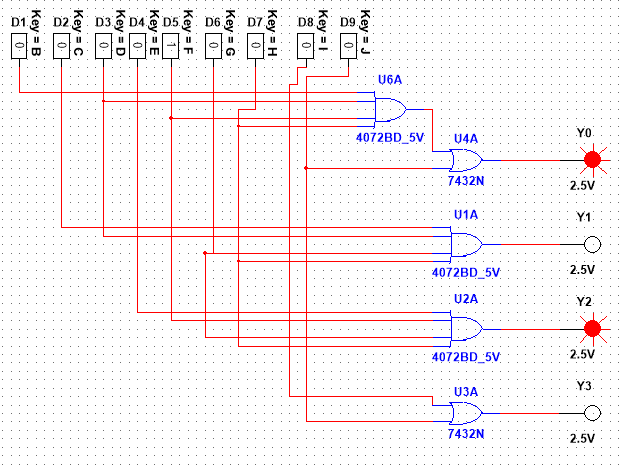 D1 D2 D3 D4 D5 D6 D7 D8 D9
Key = B
Key = C
Key = D
Key = E
Key = F
Key = G
Key = H
Key = I
Key = J
0 0 0 0 1 0 0 0 0
U6A
4072BD_5V
U4A
7432N
Y0
2.5V
U1A
4072BD_5V
Y1
2.5V
U2A
4072BD_5V
Y2
2.5V
U3A
7432N
Y3
2.5V